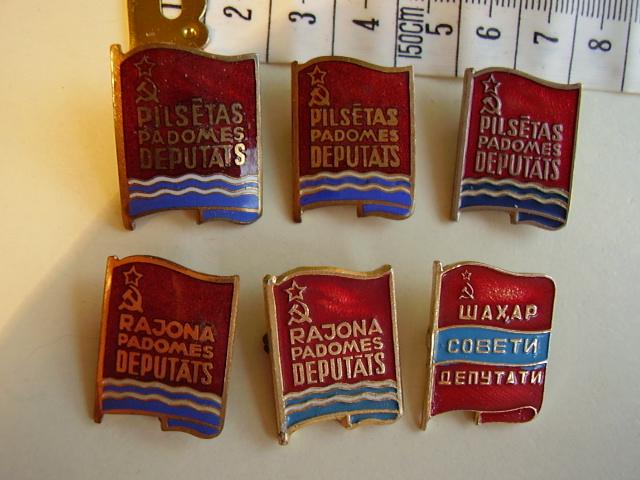 2 3 4 5 6 7 8
150cm
PILSĒTAS
PADOMES
DEPUTĀTS
PILSĒTAS
PADOMES
DEPUTĀTS
PILSĒTAS
PADOMES
DEPUTĀTS
RAJONA
PADOMES
DEPUTĀTS
RAJONA
PADOMES
DEPUTĀTS
ШАҲАР
СОВЕТИ
ДЕПУТАТИ